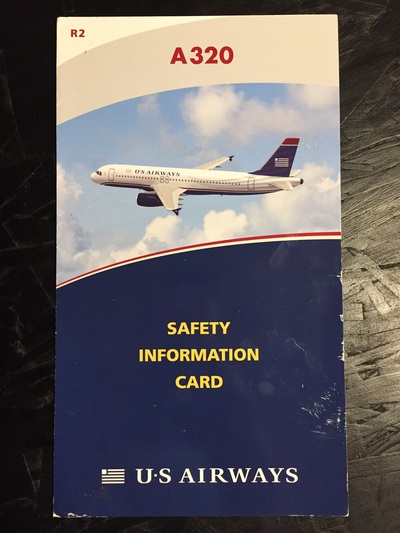 R2
A320
U·S AIRWAYS
SAFETY
INFORMATION
CARD
U·S AIRWAYS